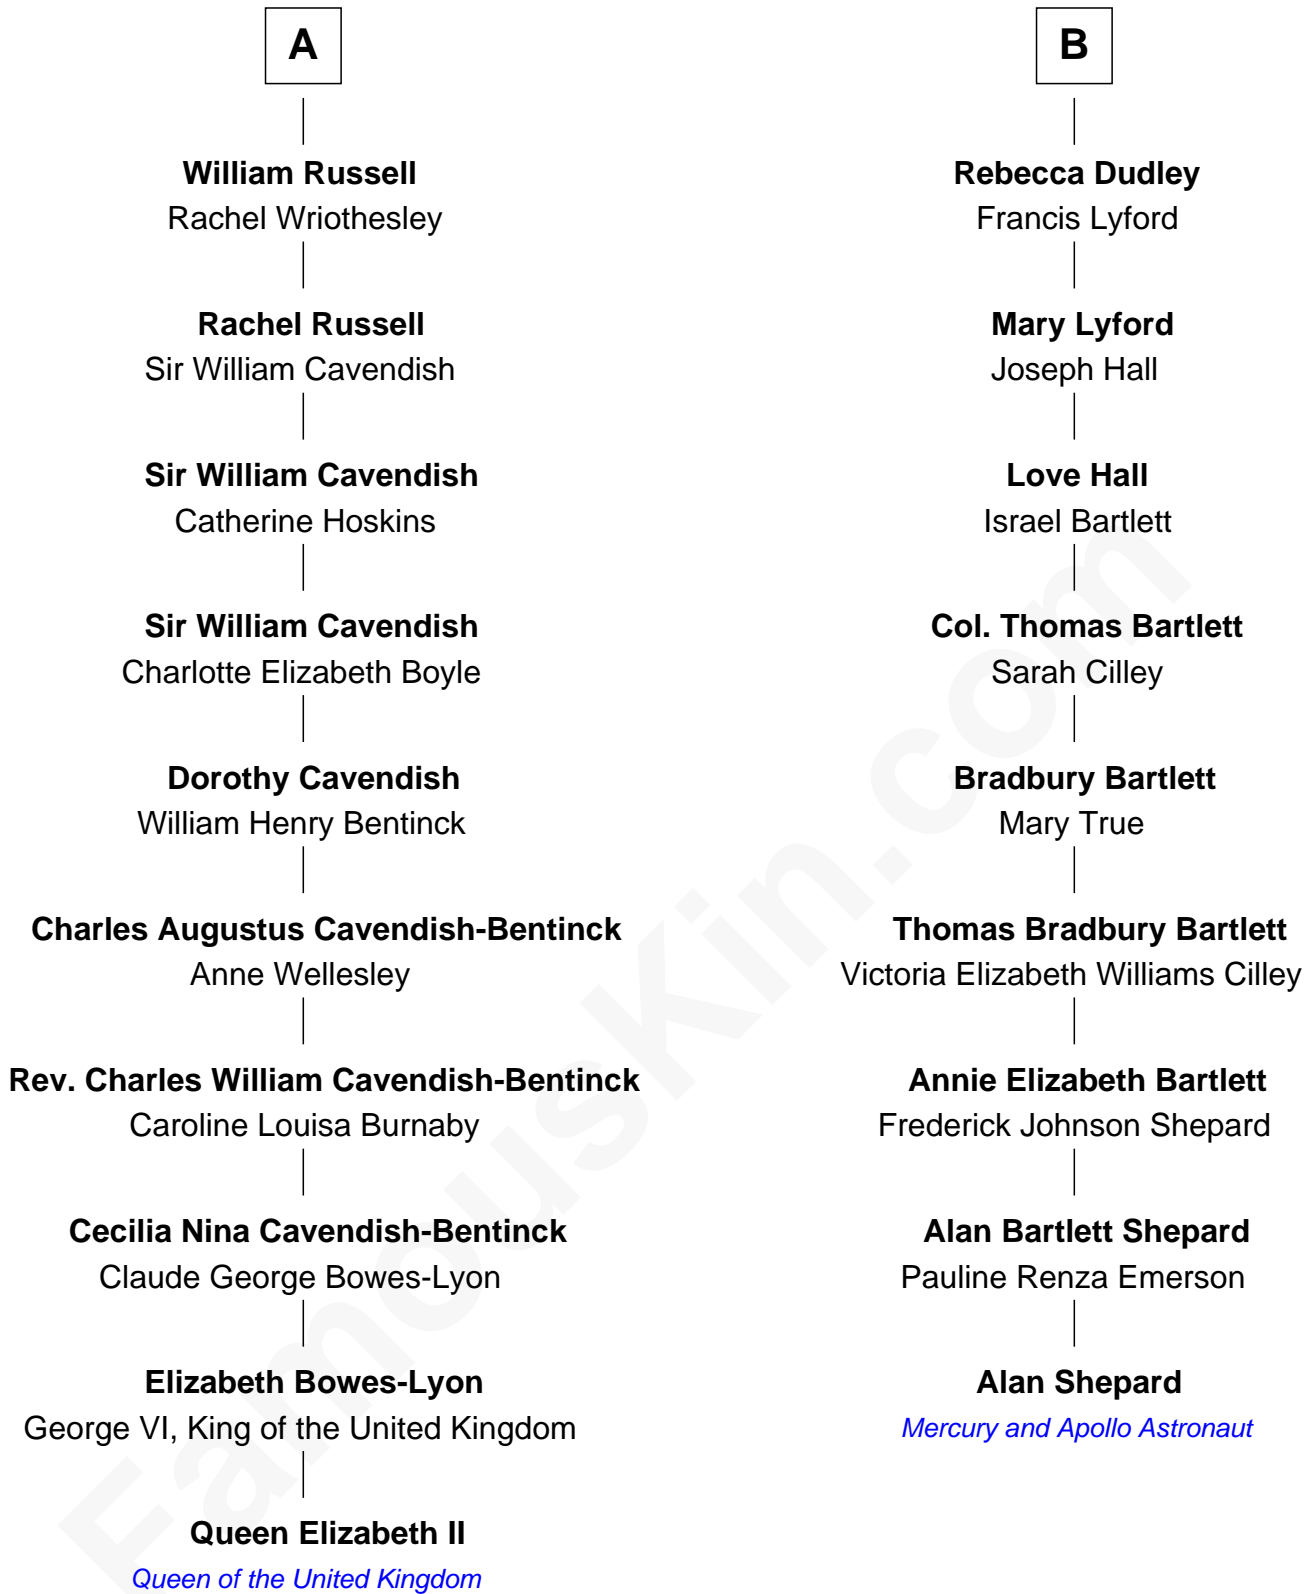 A
William Russell
Rachel Wriothesley
Rachel Russell
Sir William Cavendish
Sir William Cavendish
Catherine Hoskins
Sir William Cavendish
Charlotte Elizabeth Boyle
Dorothy Cavendish
William Henry Bentinck
Charles Augustus Cavendish-Bentinck
Anne Wellesley
Rev. Charles William Cavendish-Bentinck
Caroline Louisa Burnaby
Cecilia Nina Cavendish-Bentinck
Claude George Bowes-Lyon
Elizabeth Bowes-Lyon
George VI, King of the United Kingdom
Queen Elizabeth II
Queen of the United Kingdom
B
Rebecca Dudley
Francis Lyford
Mary Lyford
Joseph Hall
Love Hall
Israel Bartlett
Col. Thomas Bartlett
Sarah Cilley
Bradbury Bartlett
Mary True
Thomas Bradbury Bartlett
Victoria Elizabeth Williams Cilley
Annie Elizabeth Bartlett
Frederick Johnson Shepard
Alan Bartlett Shepard
Pauline Renza Emerson
Alan Shepard
Mercury and Apollo Astronaut
FamousKin.com